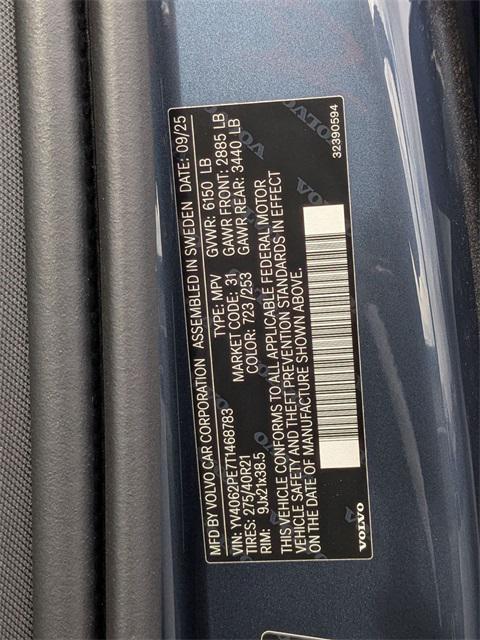 MFD BY VOLVO CAR CORPORATION ASSEMBLED IN SWEDEN DATE: 09/25
VIN: YV4062PE7T1468783 TYPE: MPV GVWR: 6150 LB
TIRES: 275/40R21 MARKET CODE: 31 GAWR FRONT: 2885 LB
RIM: 9Jx21x38.5 COLOR: 723 /253 GAWR REAR: 3440 LB
THIS VEHICLE CONFORMS TO ALL APPLICABLE FEDERAL MOTOR
VEHICLE SAFETY AND THEFT PREVENTION STANDARDS IN EFFECT
ON THE DATE OF MANUFACTURE SHOWN ABOVE.
VOLVO 32390594